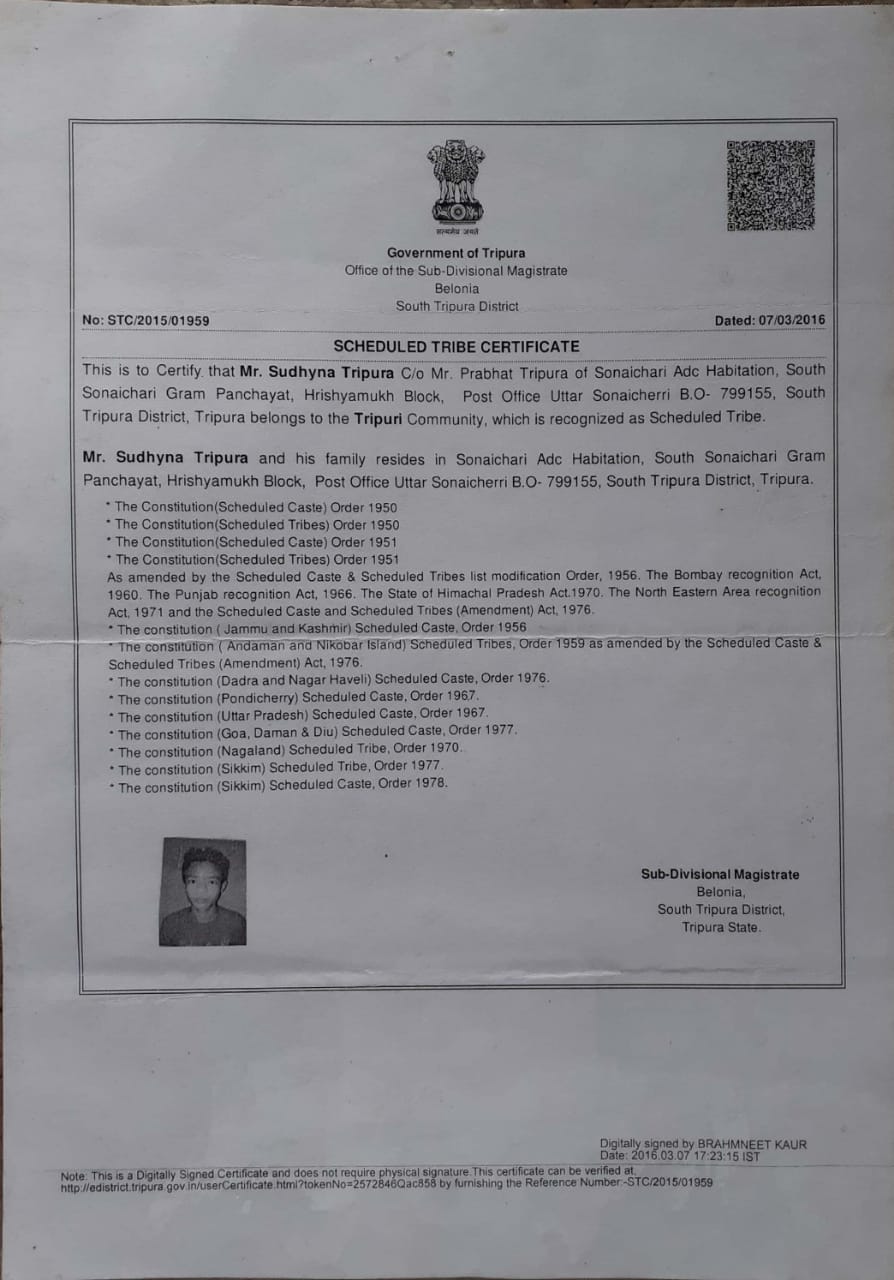 सत्यमेव जयते
Government of Tripura
Office of the Sub-Divisional Magistrate
Belonia
South Tripura District
No: STC/2015/01959 Dated: 07/03/2016
SCHEDULED TRIBE CERTIFICATE
This is to Certify that Mr. Sudhyna Tripura C/o Mr. Prabhat Tripura of Sonaichari Adc Habitation, South
Sonaichari Gram Panchayat, Hrishyamukh Block, Post Office Uttar Sonaicherri B.O- 799155, South
Tripura District, Tripura belongs to the Tripuri Community, which is recognized as Scheduled Tribe.
Mr. Sudhyna Tripura and his family resides in Sonaichari Adc Habitation, South Sonaichari Gram
Panchayat, Hrishyamukh Block, Post Office Uttar Sonaicherri B.O- 799155, South Tripura District, Tripura.
* The Constitution(Scheduled Caste) Order 1950
* The Constitution(Scheduled Tribes) Order 1950
* The Constitution(Scheduled Caste) Order 1951
* The Constitution(Scheduled Tribes) Order 1951
As amended by the Scheduled Caste & Scheduled Tribes list modification Order, 1956. The Bombay recognition Act,
1960. The Punjab recognition Act, 1966. The State of Himachal Pradesh Act.1970. The North Eastern Area recognition
Act, 1971 and the Scheduled Caste and Scheduled Tribes (Amendment) Act, 1976.
* The constitution ( Jammu and Kashmir) Scheduled Caste, Order 1956
* The constitution ( Andaman and Nikobar Island) Scheduled Tribes, Order 1959 as amended by the Scheduled Caste &
Scheduled Tribes (Amendment) Act, 1976.
* The constitution (Dadra and Nagar Haveli) Scheduled Caste, Order 1976.
* The constitution (Pondicherry) Scheduled Caste, Order 1967.
* The constitution (Uttar Pradesh) Scheduled Caste, Order 1967.
* The constitution (Goa, Daman & Diu) Scheduled Caste, Order 1977.
* The constitution (Nagaland) Scheduled Tribe, Order 1970.
* The constitution (Sikkim) Scheduled Tribe, Order 1977.
* The constitution (Sikkim) Scheduled Caste, Order 1978.
Sub-Divisional Magistrate
Belonia,
South Tripura District,
Tripura State.
Digitally signed by BRAHMNEET KAUR
Date: 2016.03.07 17:23:15 IST
Note: This is a Digitally Signed Certificate and does not require physical signature.This certificate can be verified at
http://edistrict.tripura.gov.in/userCertificate.html?tokenNo=2572846Qac858 by furnishing the Reference Number:-STC/2015/01959